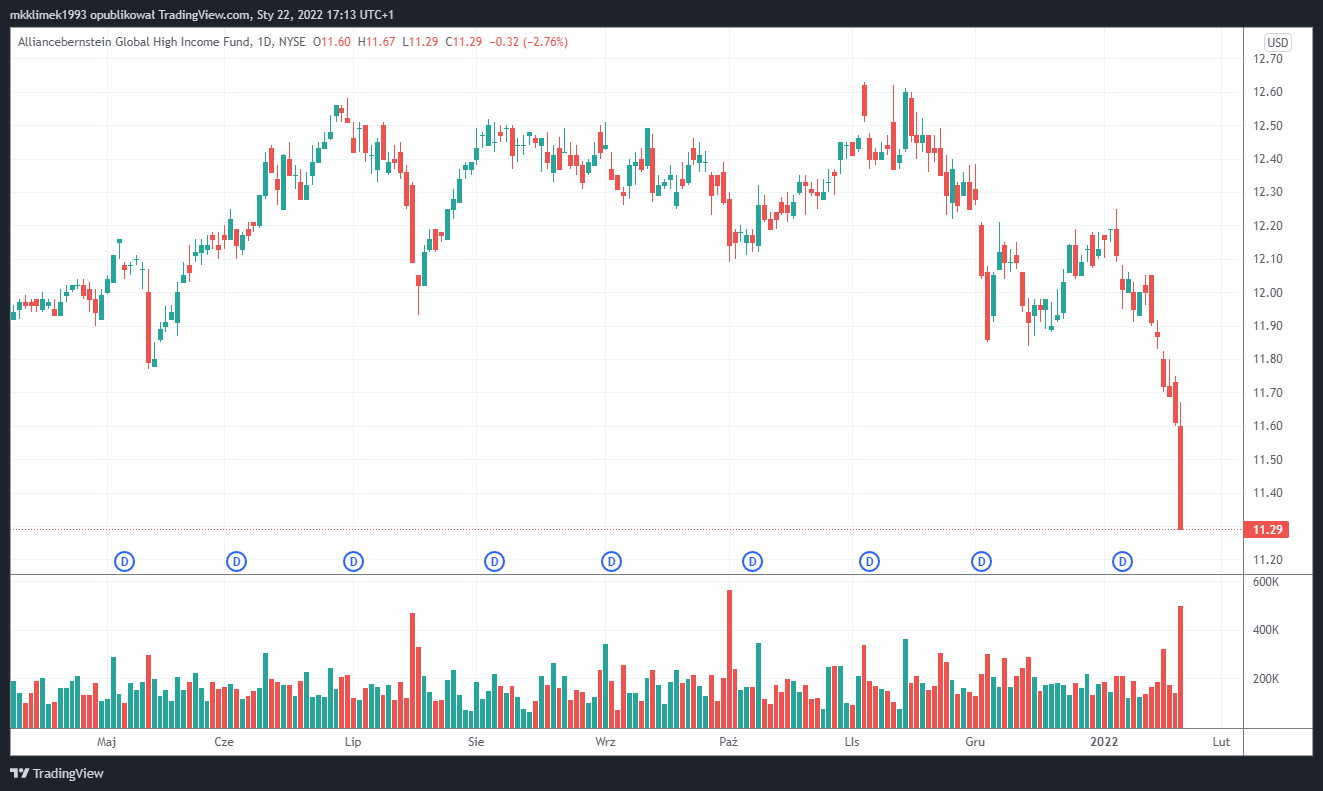 mkklimek1993 opublikował TradingView.com, Sty 22, 2022 17:13 UTC+1
Alliancebernstein Global High Income Fund, 1D, NYSE O11.60 H11.67 L11.29 C11.29 −0.32 (−2.76%)
USD
12.70
12.60
12.50
12.40
12.30
12.20
12.10
12.00
11.90
11.80
11.70
11.60
11.50
11.40
11.29
11.20
D D D D D D D D D
600K
400K
200K
Maj Cze Lip Sie Wrz Paź LIs Gru 2022 Lut
TradingView